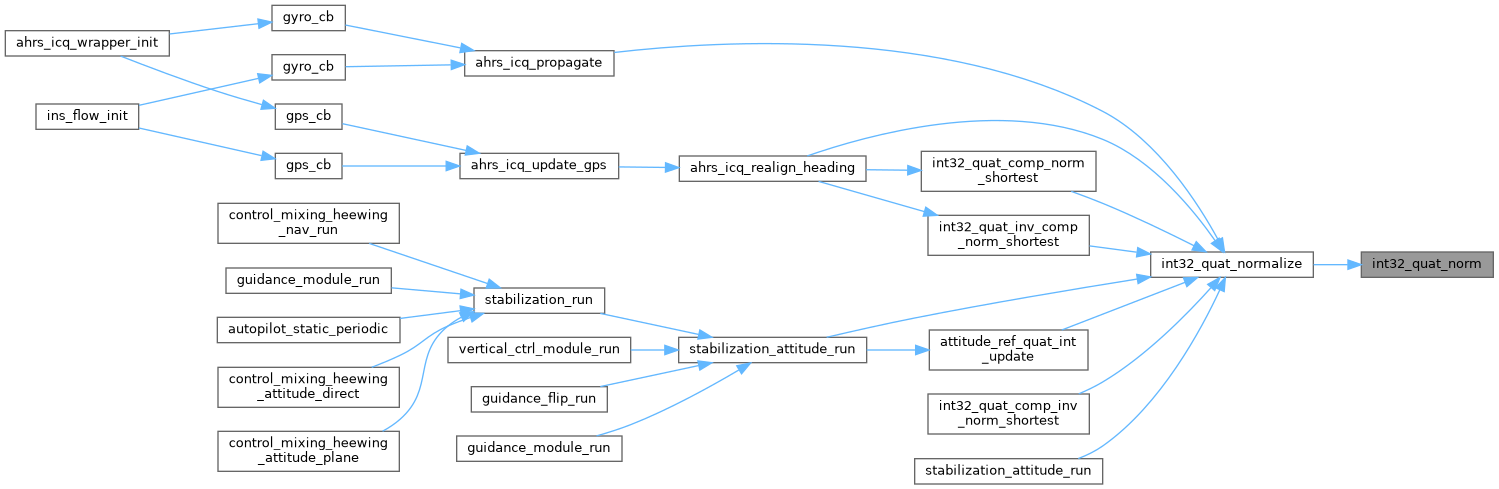 gyro_cb
ahrs_icq_wrapper_init
ahrs_icq_propagate
gyro_cb
ins_flow_init
gps_cb
gps_cb
ahrs_icq_update_gps
ahrs_icq_realign_heading
int32_quat_comp_norm
_shortest
int32_quat_inv_comp
_norm_shortest
int32_quat_normalize
int32_quat_norm
control_mixing_heewing
_nav_run
guidance_module_run
stabilization_run
autopilot_static_periodic
vertical_ctrl_module_run
stabilization_attitude_run
attitude_ref_quat_int
_update
control_mixing_heewing
_attitude_direct
guidance_flip_run
int32_quat_comp_inv
_norm_shortest
control_mixing_heewing
_attitude_plane
guidance_module_run
stabilization_attitude_run